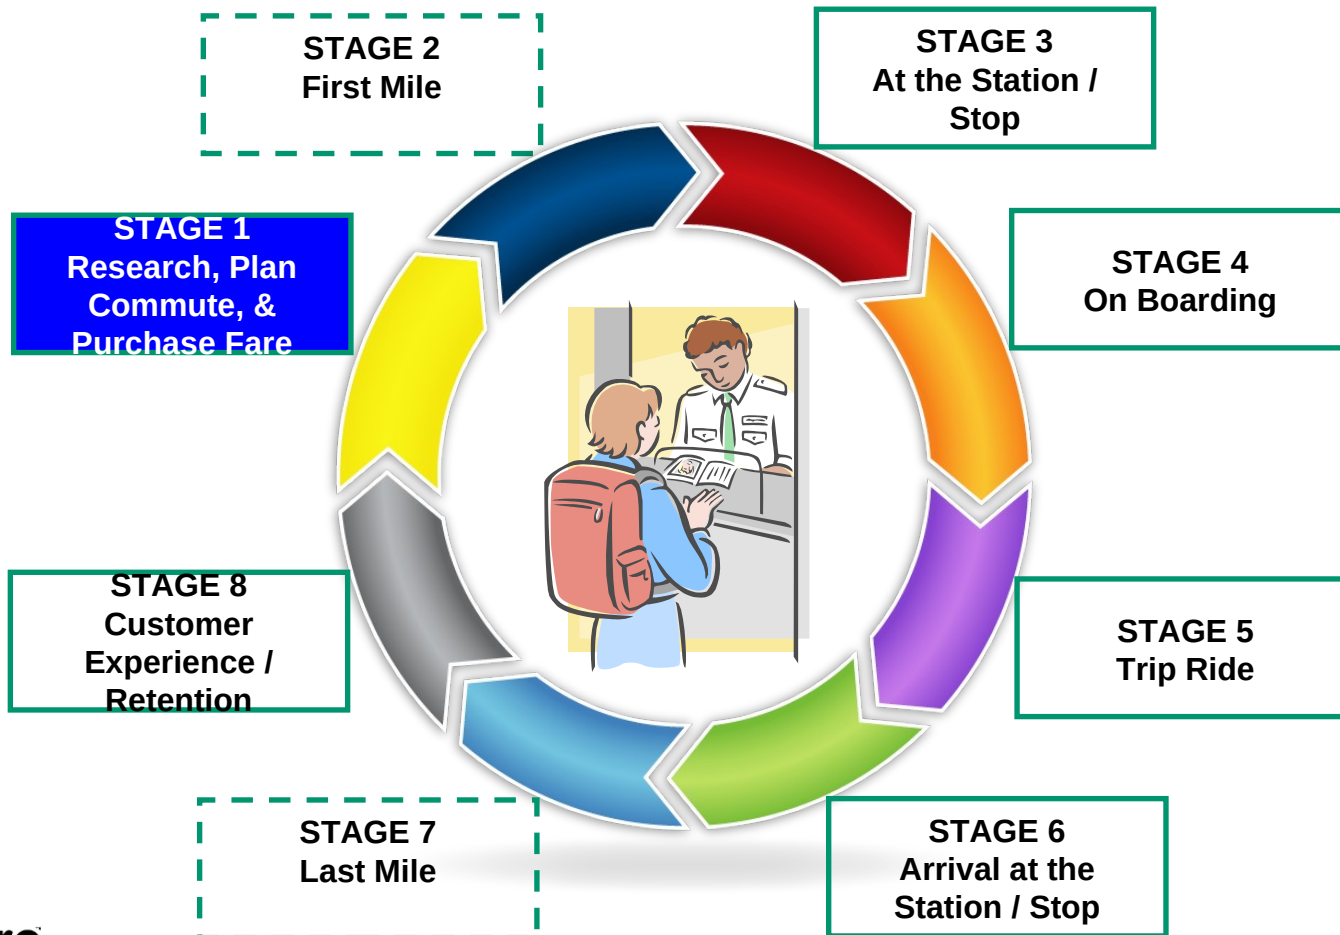 STAGE 2
First Mile
STAGE 3
At the Station /
Stop
STAGE 1
Research, Plan
Commute, &
Purchase Fare
STAGE 4
On Boarding
STAGE 8
Customer
Experience /
Retention
STAGE 5
Trip Ride
STAGE 7
Last Mile
STAGE 6
Arrival at the
Station / Stop